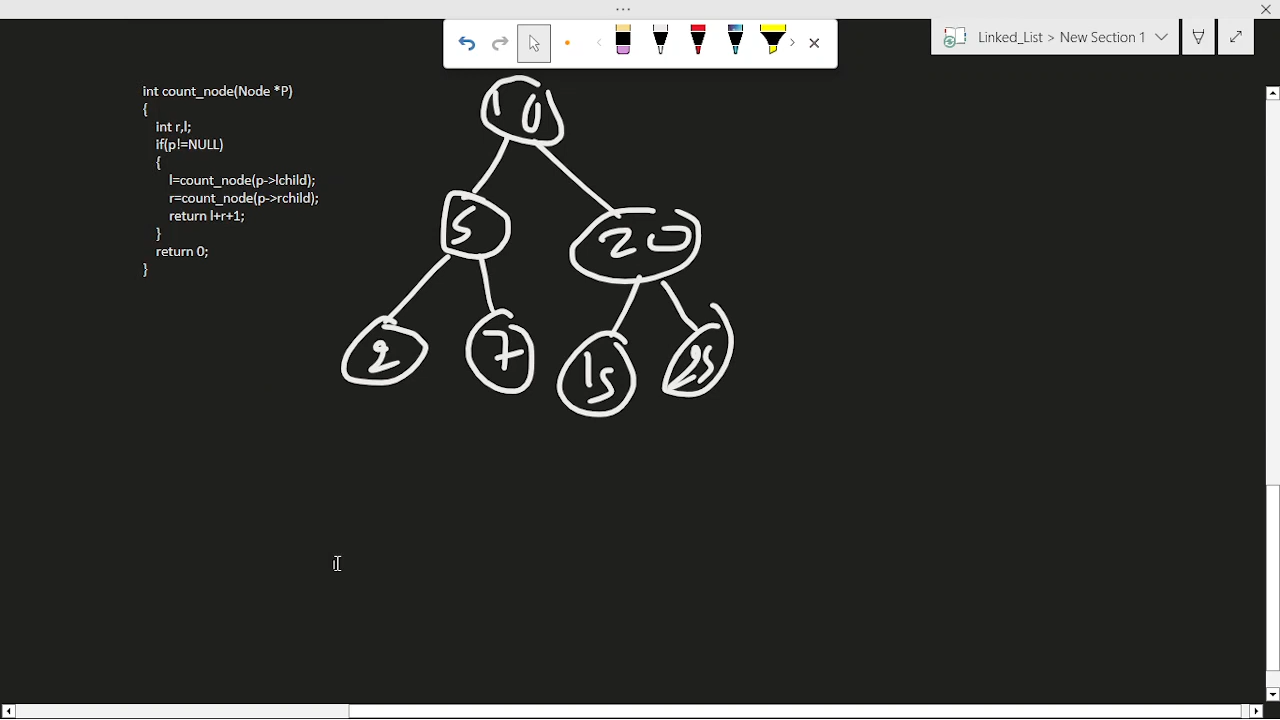 Linked_List > New Section 1
int count_node(Node *P)
{
int r,l;
if(p!=NULL)
{
l=count_node(p->lchild);
r=count_node(p->rchild);
return l+r+1;
}
return 0;
}
10
5
20
2
7
15
25